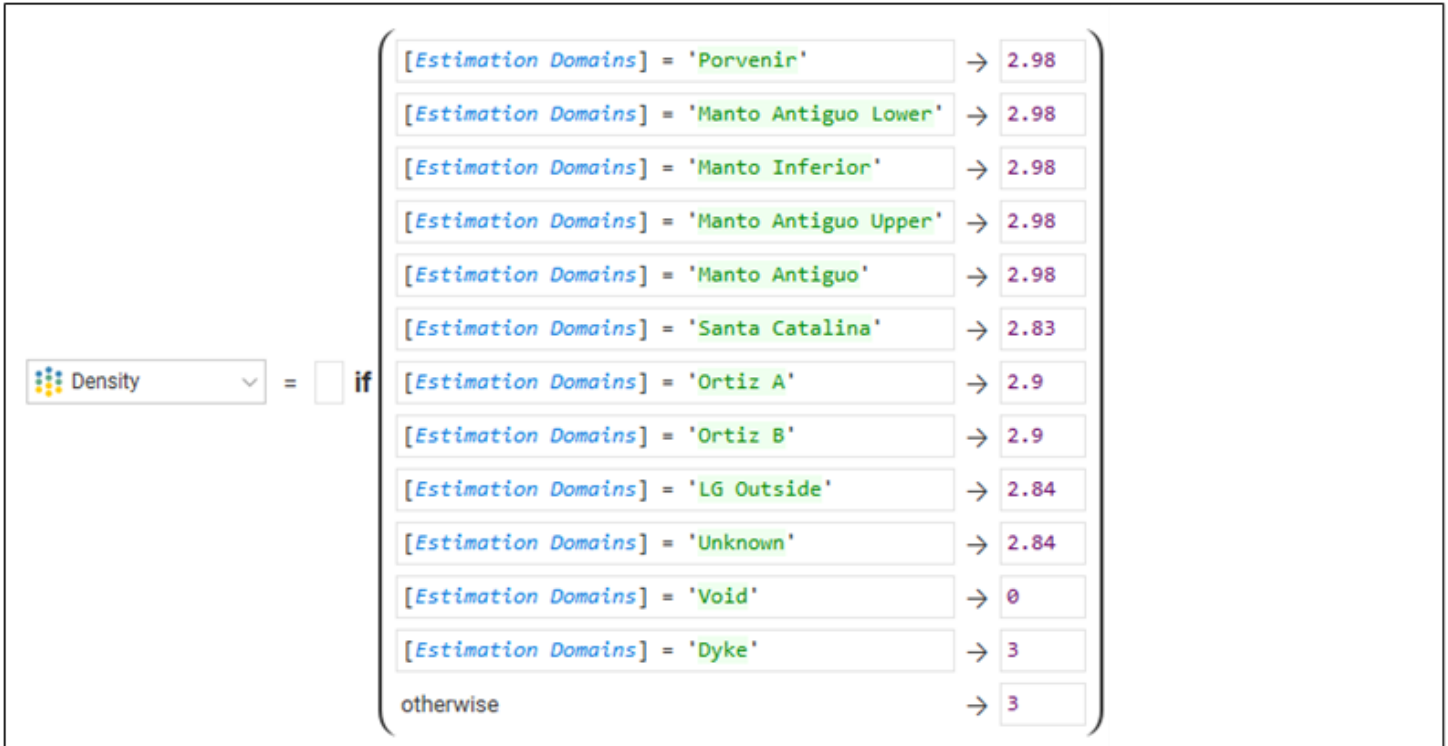 [Estimation Domains] = 'Porvenir' → 2.98
[Estimation Domains] = 'Manto Antiguo Lower' → 2.98
[Estimation Domains] = 'Manto Inferior' → 2.98
[Estimation Domains] = 'Manto Antiguo Upper' → 2.98
[Estimation Domains] = 'Manto Antiguo' → 2.98
[Estimation Domains] = 'Santa Catalina' → 2.83
Density = if
[Estimation Domains] = 'Ortiz A' → 2.9
[Estimation Domains] = 'Ortiz B' → 2.9
[Estimation Domains] = 'LG Outside' → 2.84
[Estimation Domains] = 'Unknown' → 2.84
[Estimation Domains] = 'Void' → 0
[Estimation Domains] = 'Dyke' → 3
otherwise → 3